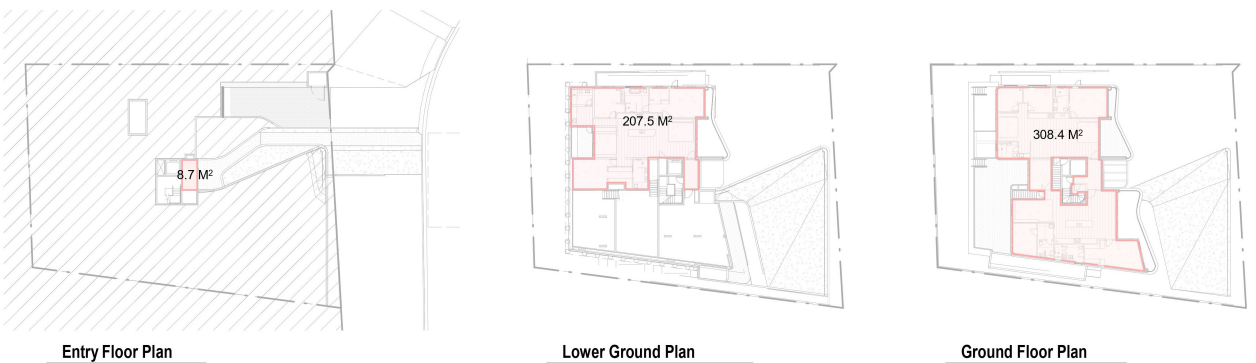 8.7 M²
207.5 M²
308.4 M²
Entry Floor Plan
Lower Ground Plan
Ground Floor Plan